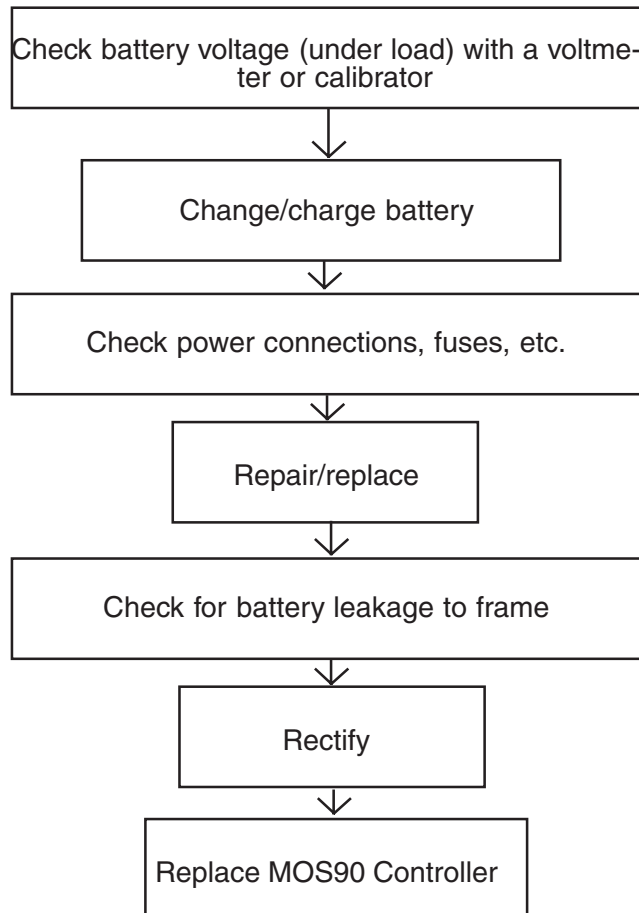 Check battery voltage (under load) with a voltme-
ter or calibrator
Change/charge battery
Check power connections, fuses, etc.
Repair/replace
Check for battery leakage to frame
Rectify
Replace MOS90 Controller